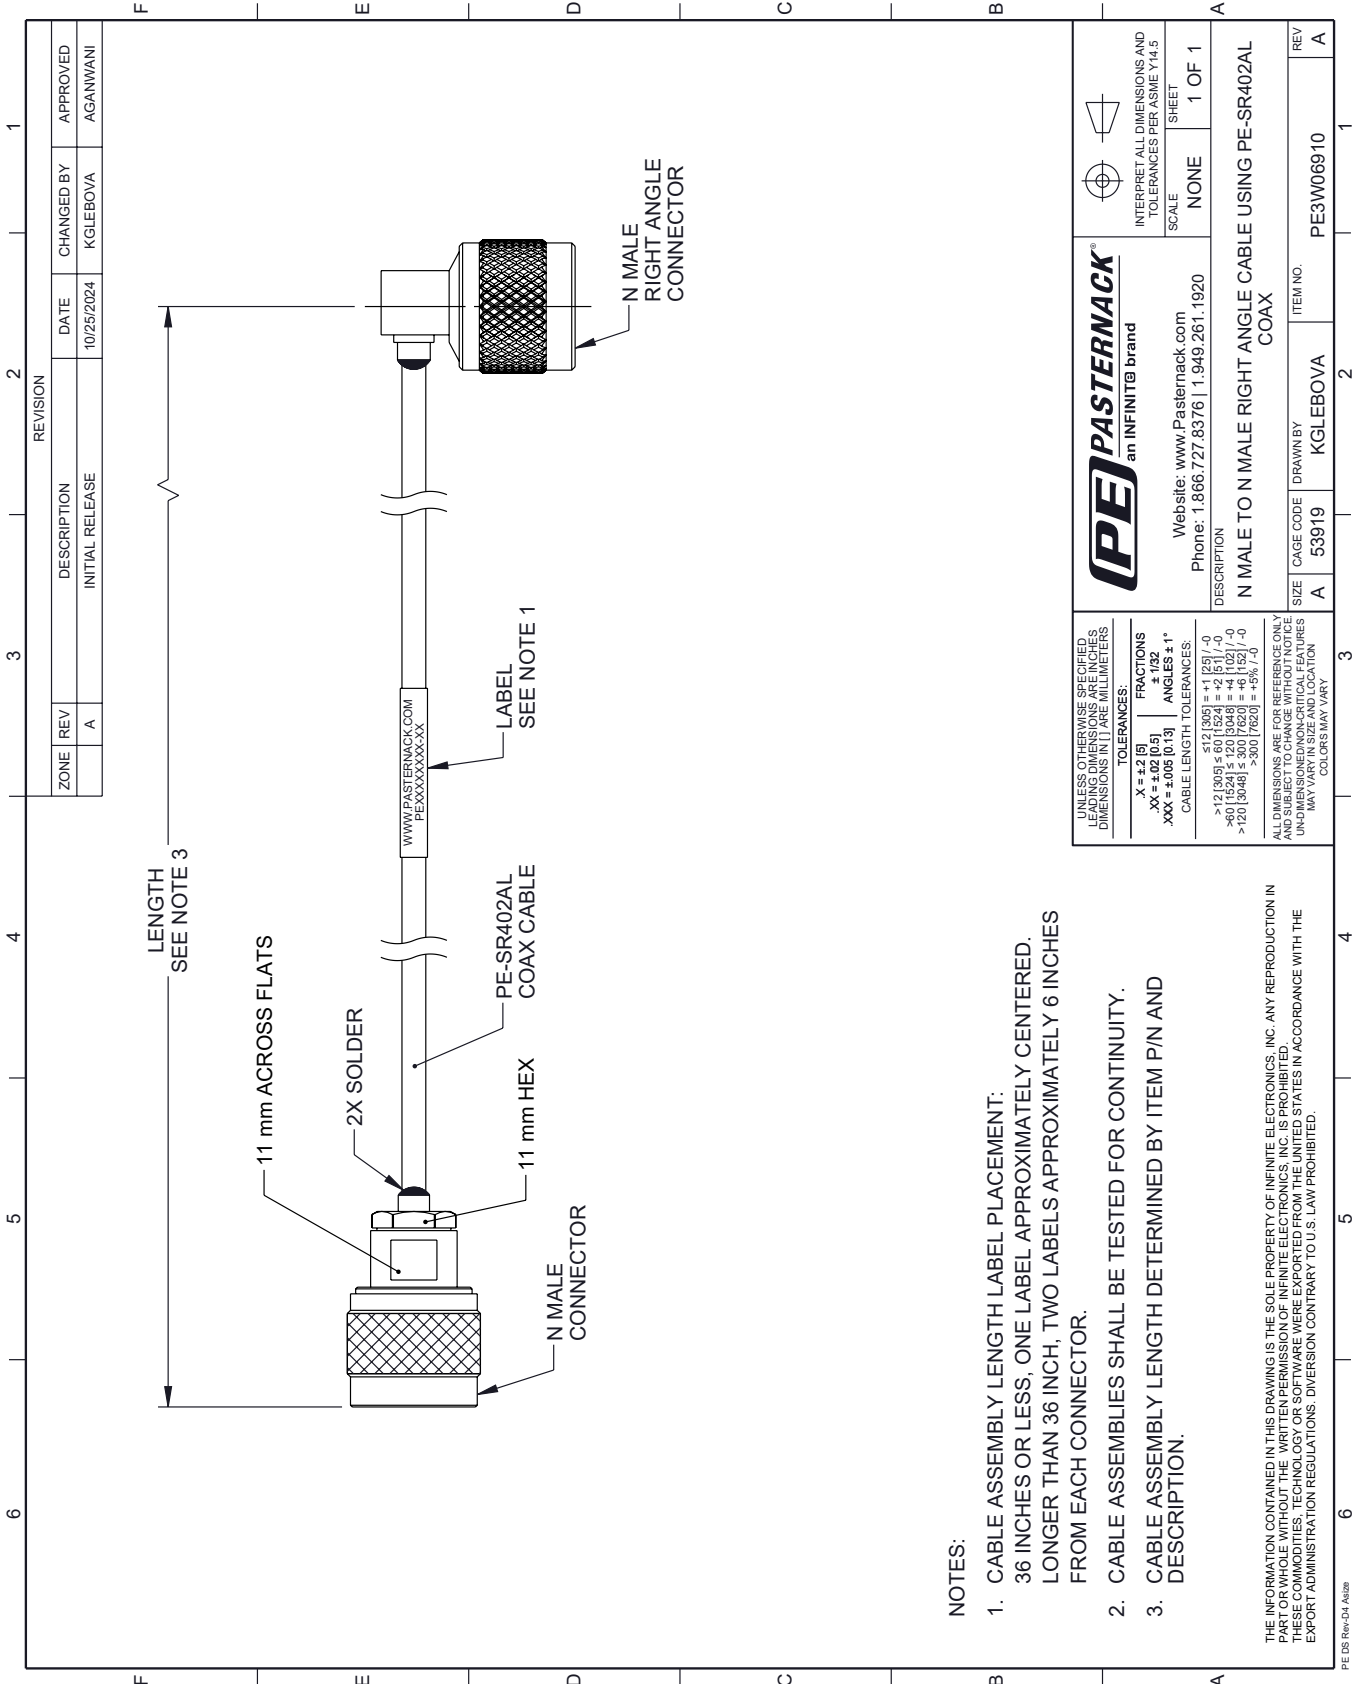 REVISION
ZONE REV DESCRIPTION DATE CHANGED BY APPROVED
A INITIAL RELEASE 10/25/2024 KGLEBOVA AGANWANI
6 5 4 3 2 1
F
E
D
C
B
A
LENGTH
SEE NOTE 3
11 mm ACROSS FLATS
2X SOLDER
PE-SR402AL
COAX CABLE
11 mm HEX
N MALE
CONNECTOR
WWW.PASTERNACK.COM
PEXXXXXXXX-XX
LABEL
SEE NOTE 1
N MALE
RIGHT ANGLE
CONNECTOR
NOTES:
1. CABLE ASSEMBLY LENGTH LABEL PLACEMENT:
36 INCHES OR LESS, ONE LABEL APPROXIMATELY CENTERED.
LONGER THAN 36 INCH, TWO LABELS APPROXIMATELY 6 INCHES
FROM EACH CONNECTOR.
2. CABLE ASSEMBLIES SHALL BE TESTED FOR CONTINUITY.
3. CABLE ASSEMBLY LENGTH DETERMINED BY ITEM P/N AND
DESCRIPTION.
THE INFORMATION CONTAINED IN THIS DRAWING IS THE SOLE PROPERTY OF INFINITE ELECTRONICS, INC. ANY REPRODUCTION IN
PART OR WHOLE WITHOUT THE WRITTEN PERMISSION OF INFINITE ELECTRONICS, INC. IS PROHIBITED.
THESE COMMODITIES, TECHNOLOGY OR SOFTWARE WERE EXPORTED FROM THE UNITED STATES IN ACCORDANCE WITH THE
EXPORT ADMINISTRATION REGULATIONS. DIVERSION CONTRARY TO U.S. LAW PROHIBITED.
UNLESS OTHERWISE SPECIFIED
LEADING DIMENSIONS ARE INCHES
DIMENSIONS IN [ ] ARE MILLIMETERS
TOLERANCES:
.X = ±.2 [5] FRACTIONS
.XX = ±.02 [0.5] ± 1/32
.XXX = ±.005 [0.13] ANGLES ± 1°
CABLE LENGTH TOLERANCES:
≤12 [305] = +1 [25] / -0
>12 [305] ≤ 60 [1524] = +2 [51] / -0
>60 [1524] ≤ 120 [3048] = +4 [102] / -0
>120 [3048] ≤ 300 [7620] = +6 [152] / -0
>300 [7620] = +5% / -0
ALL DIMENSIONS ARE FOR REFERENCE ONLY
AND SUBJECT TO CHANGE WITHOUT NOTICE.
UN-DIMENSIONED/NON-CRITICAL FEATURES
MAY VARY IN SIZE AND LOCATION
COLORS MAY VARY
PE PASTERNACK®
an INFINIT@ brand
Website: www.Pasternack.com
Phone: 1.866.727.8376 | 1.949.261.1920
INTERPRET ALL DIMENSIONS AND
TOLERANCES PER ASME Y14.5
SCALE NONE
SHEET 1 OF 1
DESCRIPTION
N MALE TO N MALE RIGHT ANGLE CABLE USING PE-SR402AL
COAX
SIZE CAGE CODE DRAWN BY ITEM NO. REV
A 53919 KGLEBOVA PE3W06910 A
6 5 4 3 2 1
F
E
D
C
B
A
PE DS Rev-D4 Asize